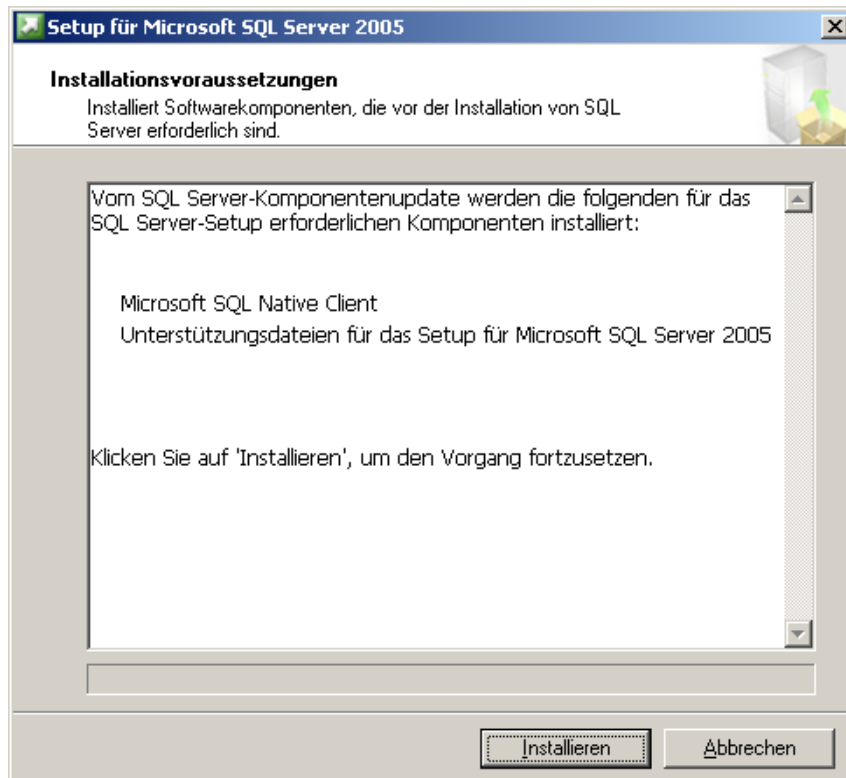 Setup für Microsoft SQL Server 2005
Installationsvoraussetzungen
Installiert Softwarekomponenten, die vor der Installation von SQL
Server erforderlich sind.
Vom SQL Server-Komponentenupdate werden die folgenden für das
SQL Server-Setup erforderlichen Komponenten installiert:
Microsoft SQL Native Client
Unterstützungsdateien für das Setup für Microsoft SQL Server 2005
Klicken Sie auf 'Installieren', um den Vorgang fortzusetzen.
Installieren
Abbrechen